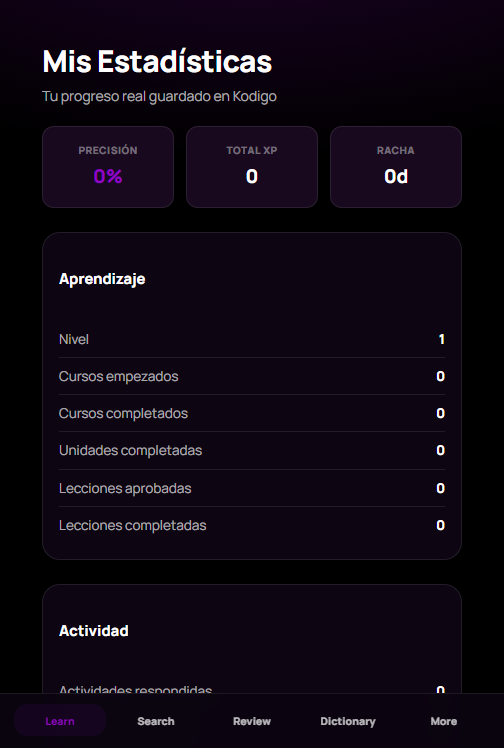 Mis Estadísticas
Tu progreso real guardado en Kodigo
PRECISIÓN TOTAL XP RACHA
0% 0 0d
Aprendizaje
Nivel 1
Cursos empezados 0
Cursos completados 0
Unidades completadas 0
Lecciones aprobadas 0
Lecciones completadas 0
Actividad
Actividades respondidas 0
Learn Search Review Dictionary More